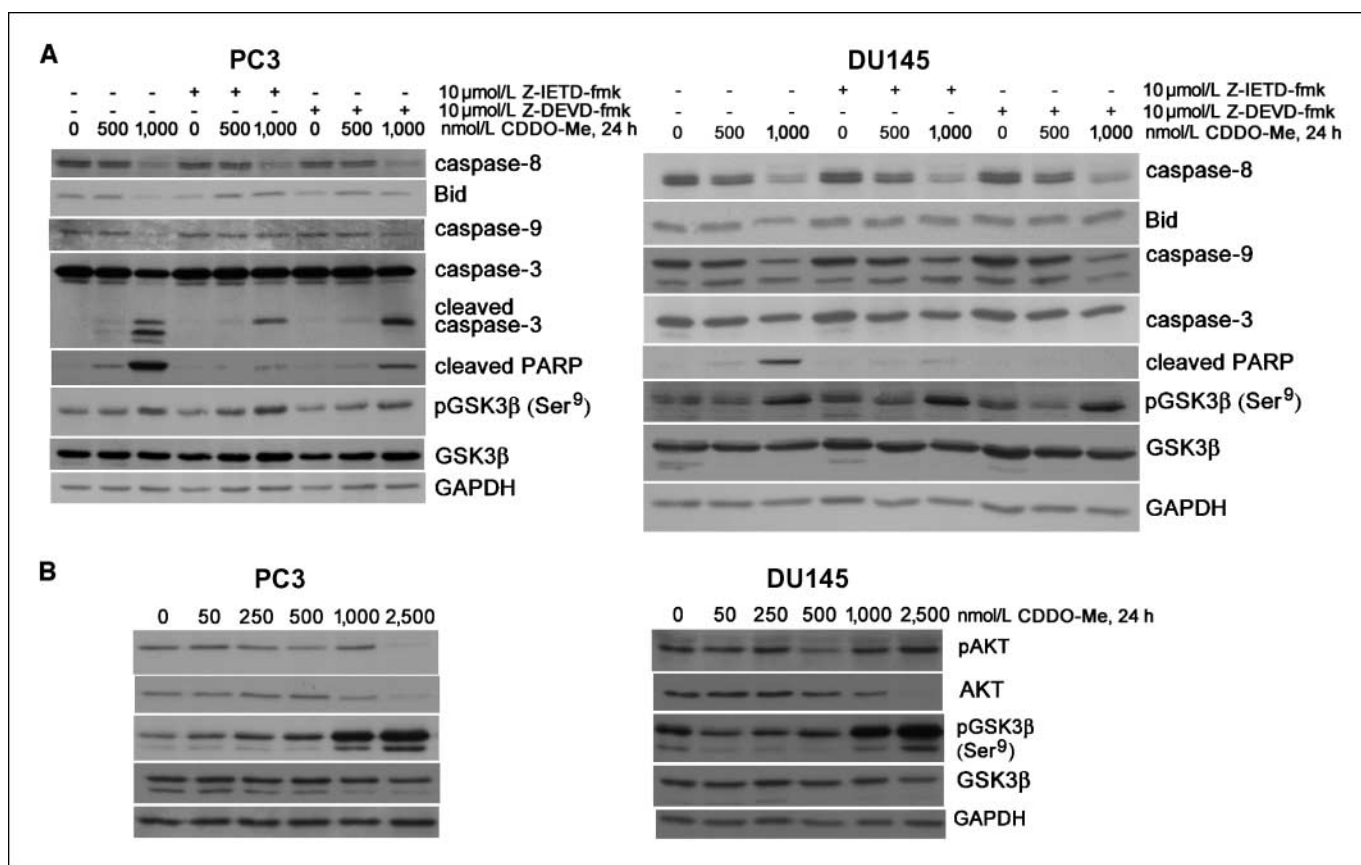 A
PC3
- - - + + + - - - 10 µmol/L Z-IETD-fmk
- - - - - - + + + 10 µmol/L Z-DEVD-fmk
0 500 1,000 0 500 1,000 0 500 1,000 nmol/L CDDO-Me, 24 h
caspase-8
Bid
caspase-9
caspase-3
cleaved
caspase-3
cleaved PARP
pGSK3β (Ser9)
GSK3β
GAPDH
DU145
- - - + + + - - - 10 µmol/L Z-IETD-fmk
- - - - - - + + + 10 µmol/L Z-DEVD-fmk
0 500 1,000 0 500 1,000 0 500 1,000 nmol/L CDDO-Me, 24 h
caspase-8
Bid
caspase-9
caspase-3
cleaved PARP
pGSK3β (Ser9)
GSK3β
GAPDH
B
PC3
0 50 250 500 1,000 2,500
DU145
0 50 250 500 1,000 2,500 nmol/L CDDO-Me, 24 h
pAKT
AKT
pGSK3β
(Ser9)
GSK3β
GAPDH